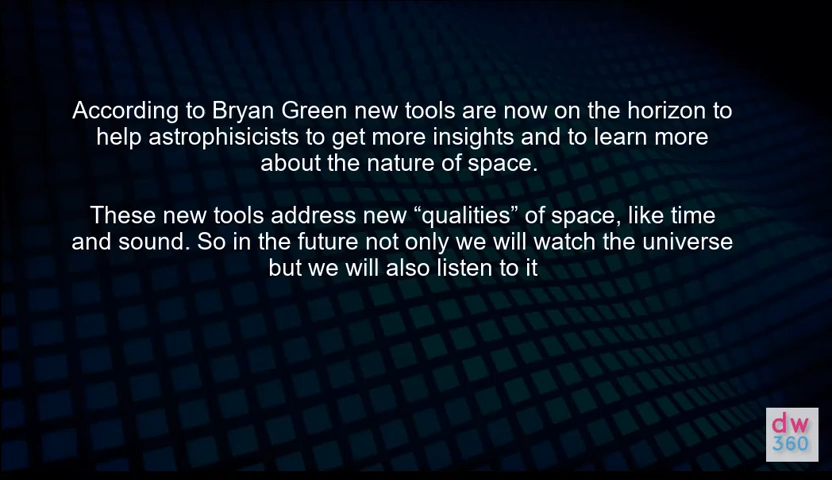 According to Bryan Green new tools are now on the horizon to
help astrophisicists to get more insights and to learn more
about the nature of space.
These new tools address new “qualities” of space, like time
and sound. So in the future not only we will watch the universe
but we will also listen to it
dw
360